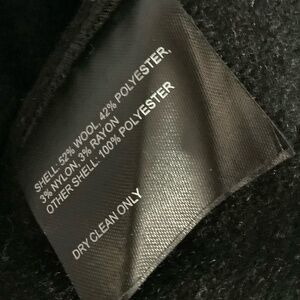 SHELL: 52% WOOL, 42% POLYESTER,
3% NYLON, 3% RAYON
OTHER SHELL: 100% POLYESTER
DRY CLEAN ONLY